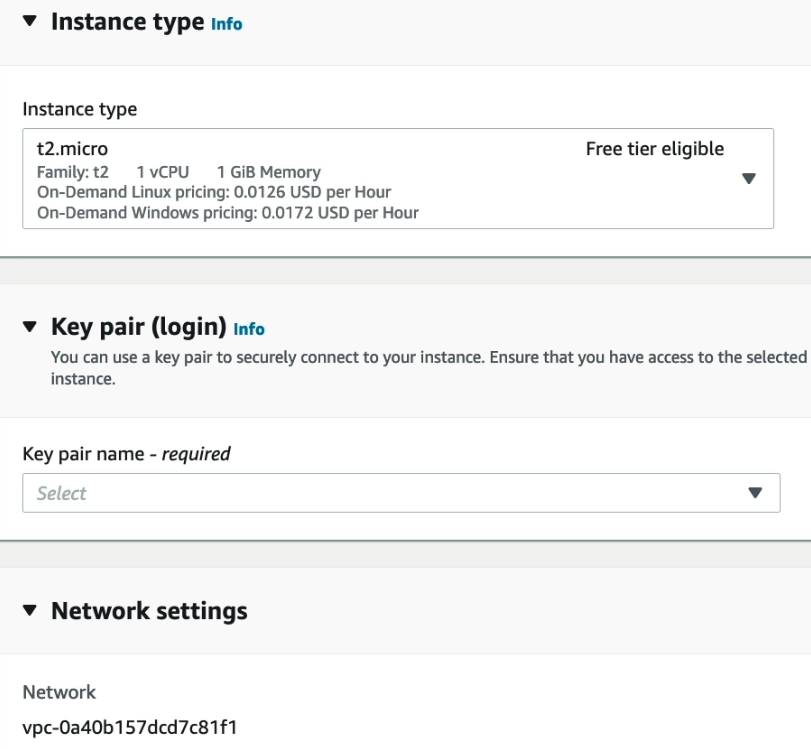 Instance type Info
Instance type
t2.micro Free tier eligible
Family: t2 1 vCPU 1 GiB Memory
On-Demand Linux pricing: 0.0126 USD per Hour
On-Demand Windows pricing: 0.0172 USD per Hour
Key pair (login) Info
You can use a key pair to securely connect to your instance. Ensure that you have access to the selected
instance.
Key pair name - required
Select
Network settings
Network
vpc-0a40b157dcd7c81f1